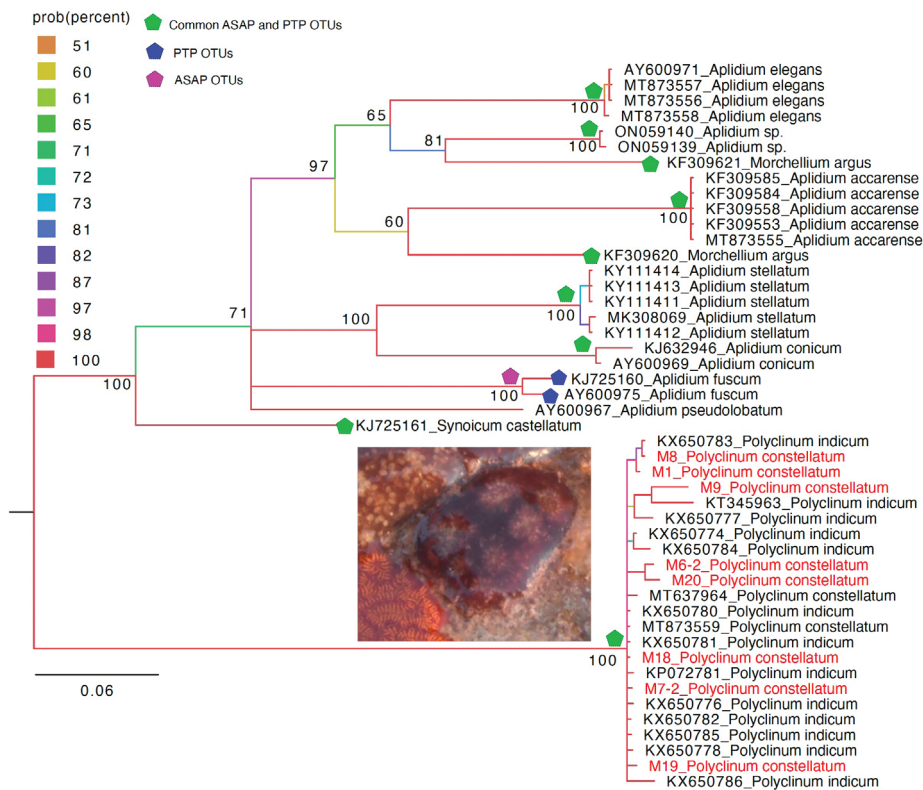 prob(percent)
51
60
61
65
71
72
73
81
82
87
97
98
100
Common ASAP and PTP OTUs
PTP OTUs
ASAP OTUs
AY600971_Aplidium elegans
MT873557_Aplidium elegans
MT873556_Aplidium elegans
100
MT873558_Aplidium elegans
65
ON059140_Aplidium sp.
81
100
ON059139_Aplidium sp.
97
KF309621_Morchellium argus
KF309585_Aplidium accarense
KF309584_Aplidium accarense
KF309558_Aplidium accarense
60
100
KF309553_Aplidium accarense
MT873555_Aplidium accarense
KF309620_Morchellium argus
KY111414_Aplidium stellatum
KY111413_Aplidium stellatum
KY111411_Aplidium stellatum
71
100
100
MK308069_Aplidium stellatum
KY111412_Aplidium stellatum
KJ632946_Aplidium conicum
AY600969_Aplidium conicum
100
KJ725160_Aplidium fuscum
100
AY600975_Aplidium fuscum
AY600967_Aplidium pseudolobatum
KJ725161_Synoicum castellatum
KX650783_Polyclinum indicum
M8_Polyclinum constellatum
M1_Polyclinum constellatum
M9_Polyclinum constellatum
KT345963_Polyclinum indicum
KX650777_Polyclinum indicum
KX650774_Polyclinum indicum
KX650784_Polyclinum indicum
M6-2_Polyclinum constellatum
M20_Polyclinum constellatum
MT637964_Polyclinum constellatum
KX650780_Polyclinum indicum
MT873559_Polyclinum constellatum
KX650781_Polyclinum indicum
100
M18_Polyclinum constellatum
KP072781_Polyclinum indicum
M7-2_Polyclinum constellatum
KX650776_Polyclinum indicum
KX650782_Polyclinum indicum
KX650785_Polyclinum indicum
KX650778_Polyclinum indicum
M19_Polyclinum constellatum
KX650786_Polyclinum indicum
0.06